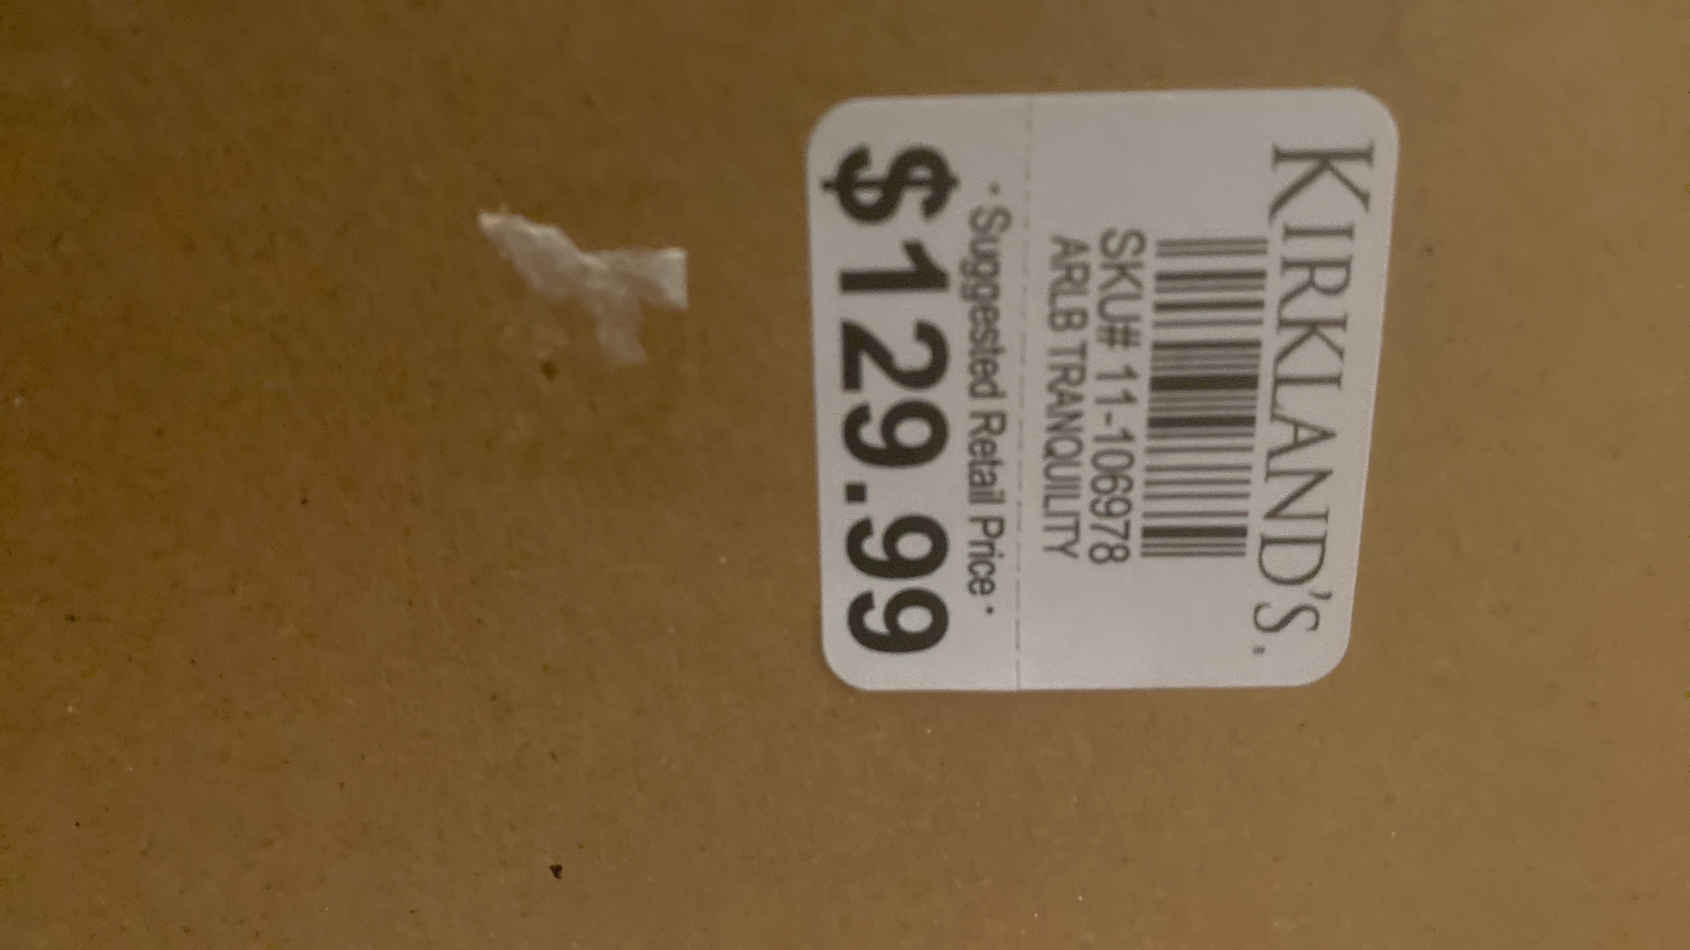 KIRKLAND'S.
SKU# 11-106978
ARLB TRANQUILITY
· Suggested Retail Price ·
$129.99